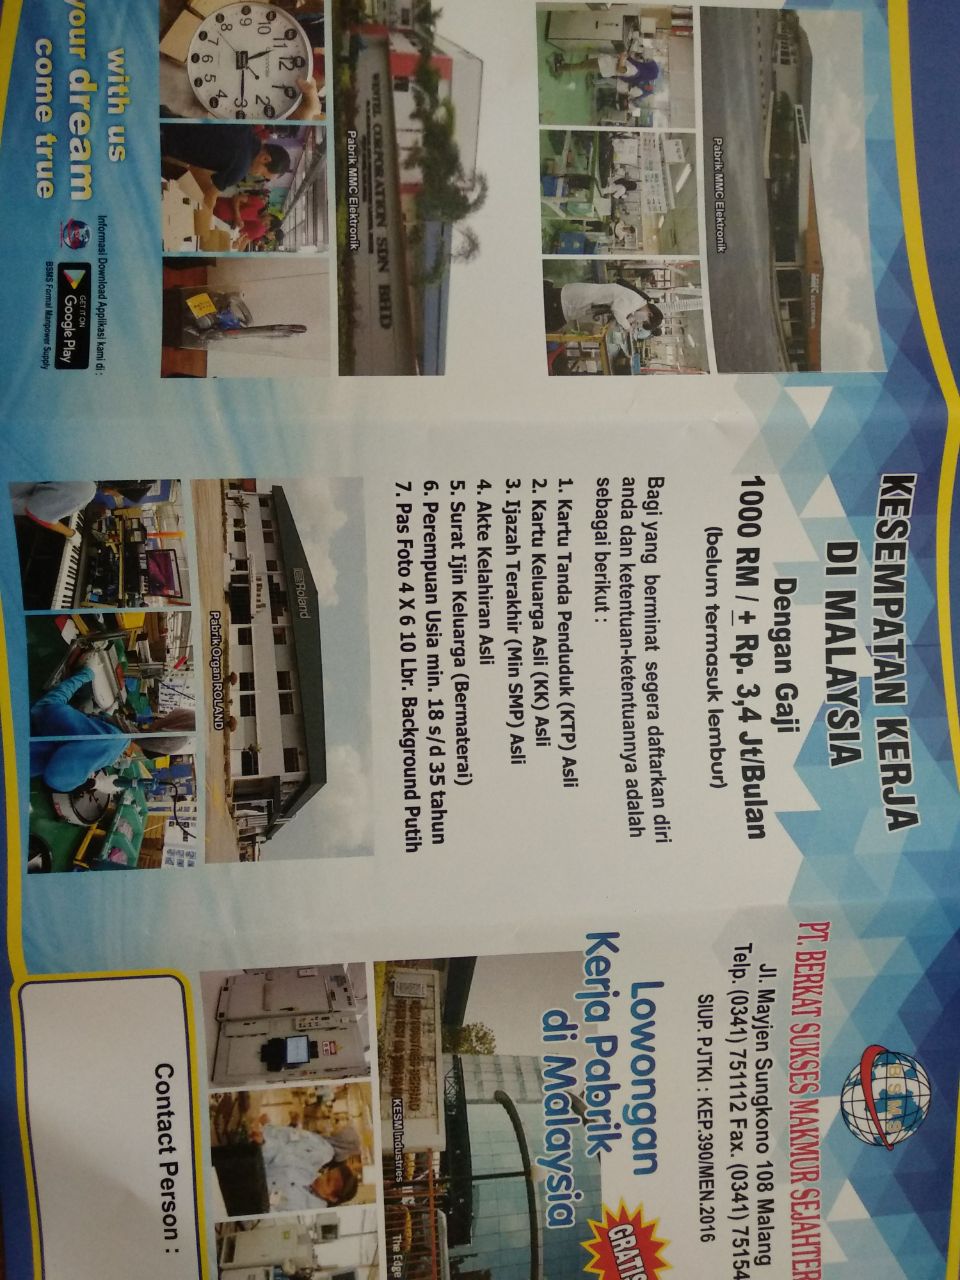 MMC ELECTRONICS
Pabrik MMC Elektronik
WENTEL CORPORATION SDN BHD
Pabrik MMC Elektronik
with us
your dream
come true
Informasi Download Applikasi kami di :
GET IT ON
Google Play
BSMS Formal Manpower Supply
KESEMPATAN KERJA
DI MALAYSIA
Dengan Gaji
1000 RM / ± Rp. 3,4 Jt/Bulan
(belum termasuk lembur)
Bagi yang berminat segera daftarkan diri
anda dan ketentuan-ketentuannya adalah
sebagai berikut :
1. Kartu Tanda Penduduk (KTP) Asli
2. Kartu Keluarga Asli (KK) Asli
3. Ijazah Terakhir (Min SMP) Asli
4. Akte Kelahiran Asli
5. Surat Ijin Keluarga (Bermaterai)
6. Perempuan Usia min. 18 s/d 35 tahun
7. Pas Foto 4 X 6 10 Lbr. Background Putih
Roland
Pabrik Organ ROLAND
BSMS
PT. BERKAT SUKSES MAKMUR SEJAHTER
Jl. Mayjen Sungkono 108 Malang
Telp. (0341) 751112 Fax. (0341) 75154
SIUP. PJTKI : KEP.390/MEN.2016
Lowongan
Kerja Pabrik
di Malaysia
GRATIS
KESM Industries
The Edge
Contact Person :